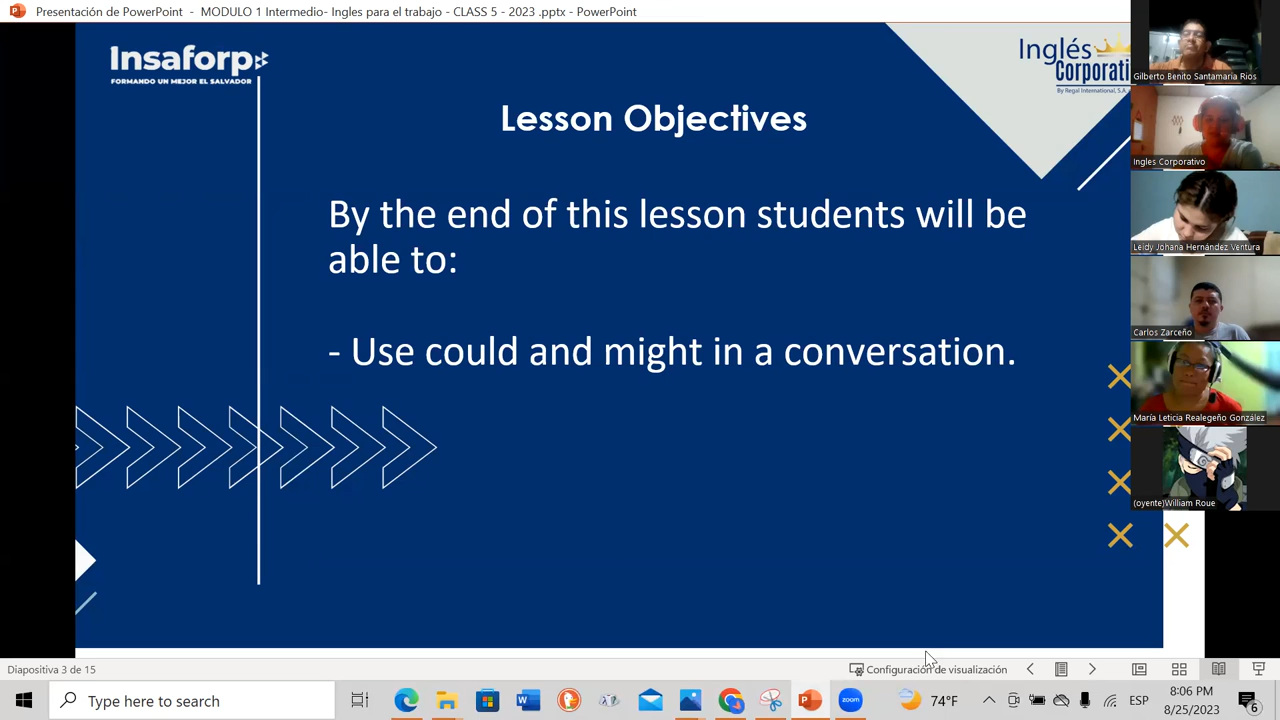 Presentación de PowerPoint - MODULO 1 Intermedio- Ingles para el trabajo - CLASS 5 - 2023 .pptx - PowerPoint
Insaforp
FORMANDO UN MEJOR EL SALVADOR
Inglés
Corporati
By Regal International, S.A.
Lesson Objectives
By the end of this lesson students will be
able to:
- Use could and might in a conversation.
Gilberto Benito Santamaría Rios
Ingles Corporativo
Leidy Johana Hernández Ventura
Carlos Zarceño
María Leticia Realegeño González
(oyente)William Roue
Diapositiva 3 de 15
Configuración de visualización
Type here to search
74°F
ESP
8:06 PM
8/25/2023
6